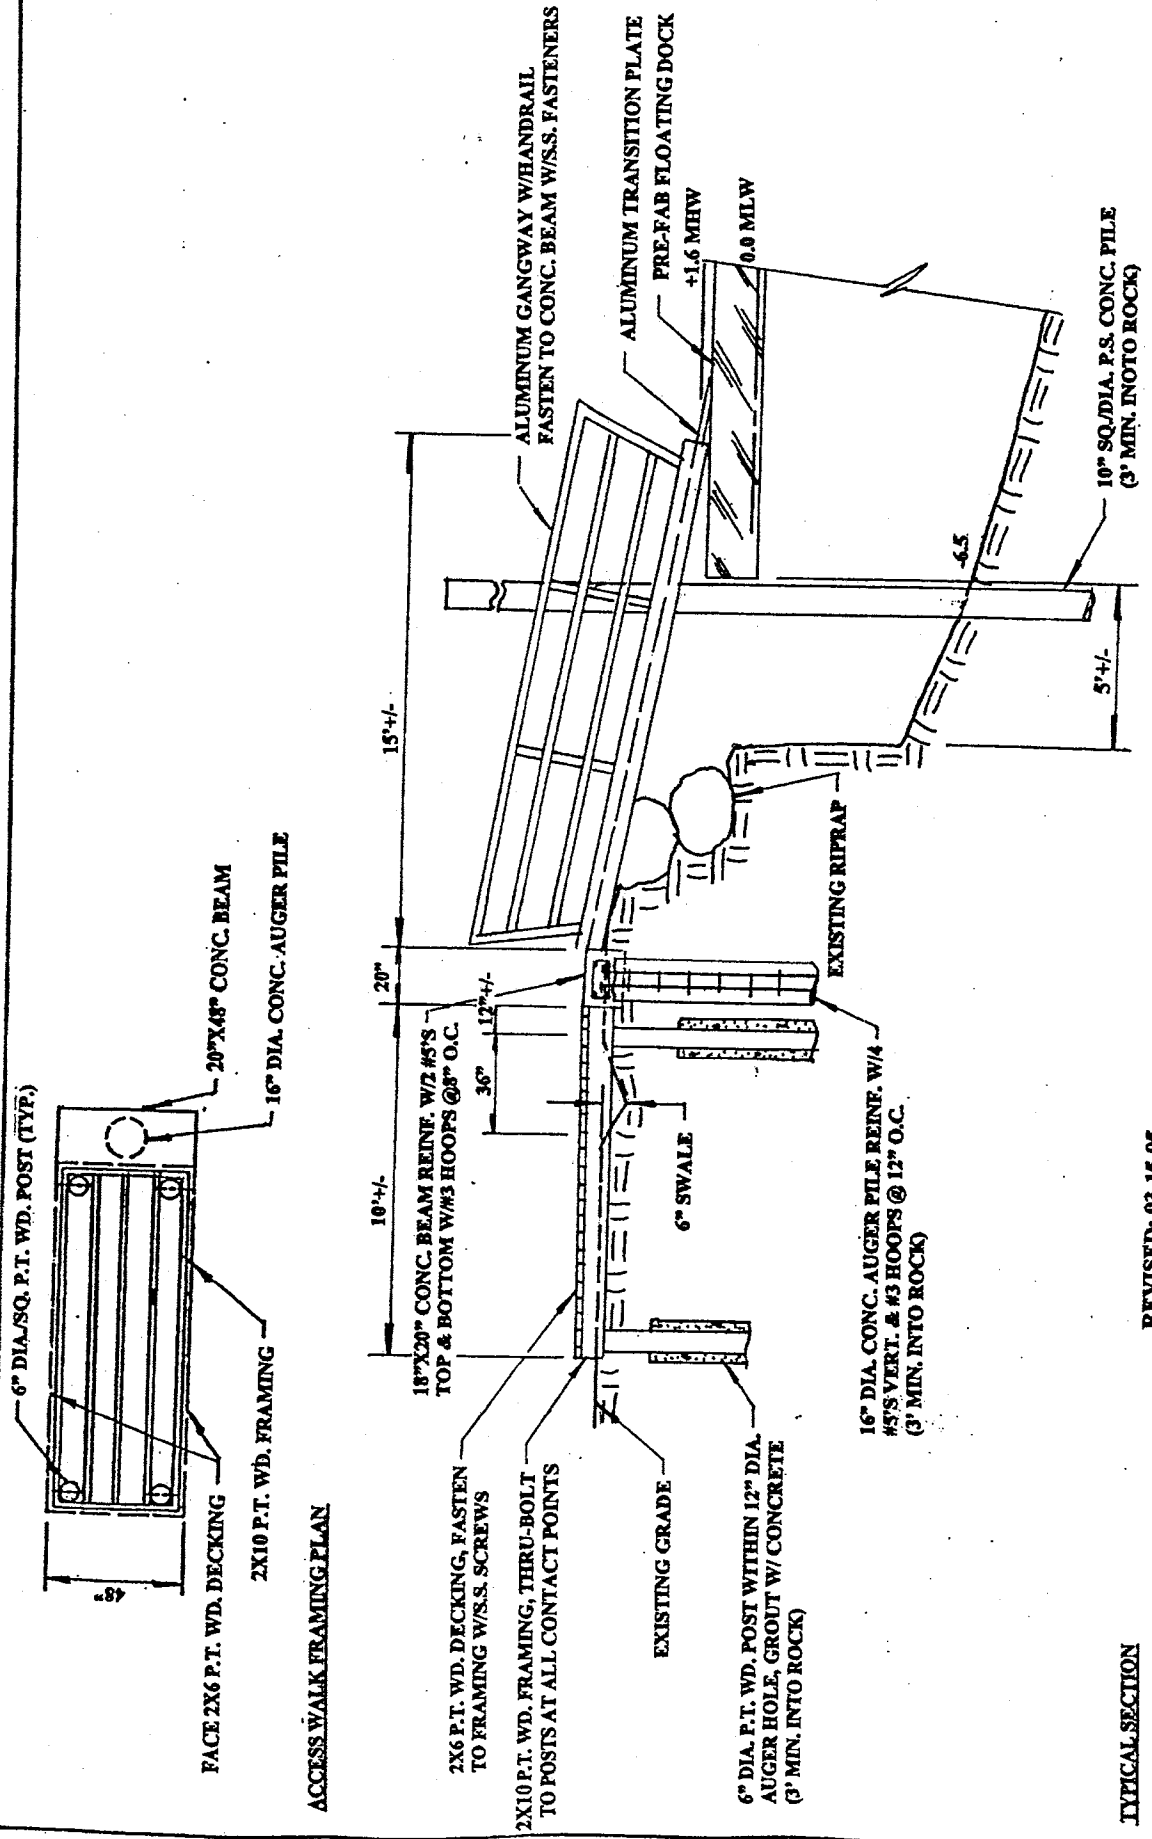 6" DIA./SQ. P.T. WD. POST (TYP.)
20"X48" CONC. BEAM
16" DIA. CONC. AUGER PILE
48"
FACE 2X6 P.T. WD. DECKING
2X10 P.T. WD. FRAMING
ACCESS WALK FRAMING PLAN
10'+/-
20"
15'+/-
36"
12"+/-
ALUMINUM GANGWAY W/HANDRAIL
FASTEN TO CONC. BEAM W/S.S. FASTENERS
18"X20" CONC. BEAM REINF. W/2 #5'S
TOP & BOTTOM W/#3 HOOPS @8" O.C.
2X6 P.T. WD. DECKING, FASTEN
TO FRAMING W/S.S. SCREWS
2X10 P.T. WD. FRAMING, THRU-BOLT
TO POSTS AT ALL CONTACT POINTS
ALUMINUM TRANSITION PLATE
PRE-FAB FLOATING DOCK
+1.6 MHW
0.0 MLW
6" SWALE
EXISTING GRADE
EXISTING RIPRAP
-6.5
6" DIA. P.T. WD. POST WITHIN 12" DIA.
AUGER HOLE, GROUT W/ CONCRETE
(3' MIN. INTO ROCK)
16" DIA. CONC. AUGER PILE REINF. W/4
#5'S VERT. & #3 HOOPS @ 12" O.C.
(3' MIN. INTO ROCK)
5'+/-
10" SQ./DIA. P.S. CONC. PILE
(3' MIN. INOTO ROCK)
TYPICAL SECTION
REVISED: 03-15-05